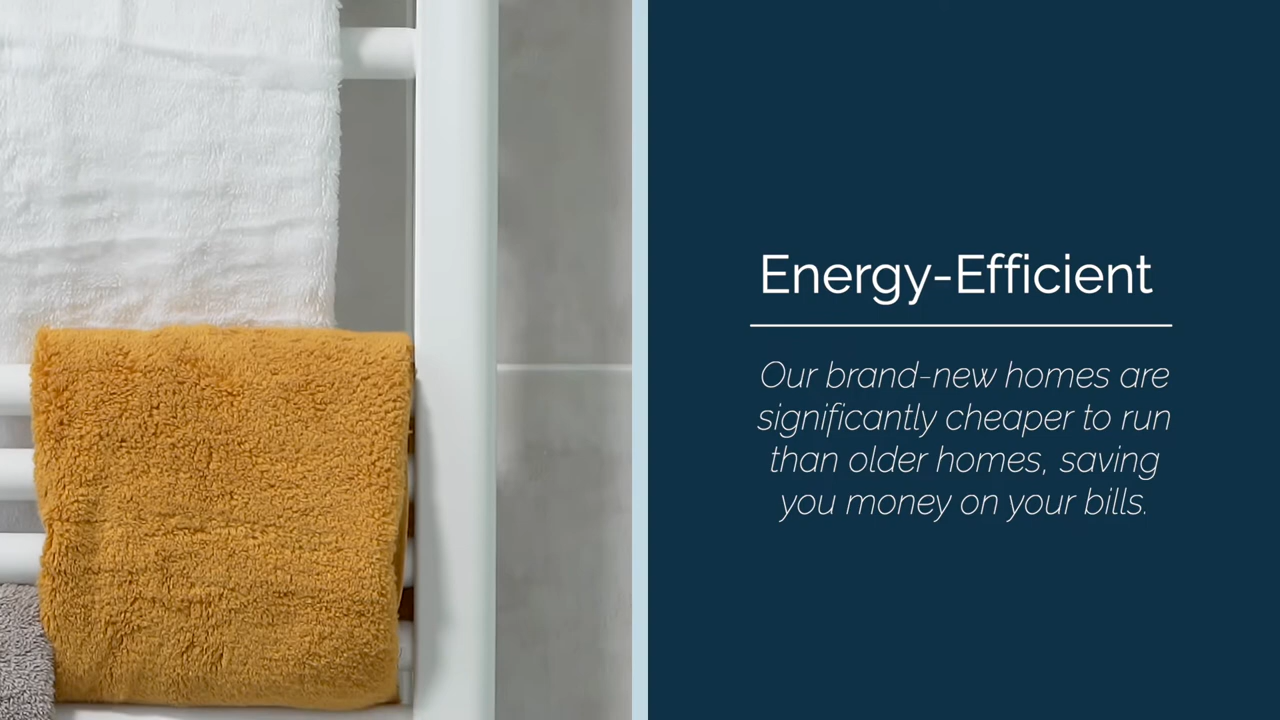 Energy-Efficient
Our brand-new homes are
significantly cheaper to run
than older homes, saving
you money on your bills.